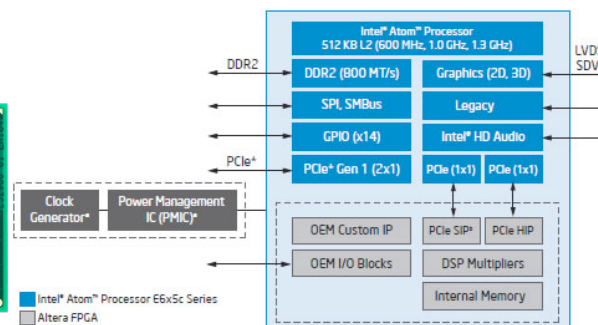 Intel® Atom™ Processor
512 KB L2 (600 MHz, 1.0 GHz, 1.3 GHz)
DDR2
DDR2 (800 MT/s)
Graphics (2D, 3D)
LVDS
SDV
SPI, SMBus
Legacy
GPIO (x14)
Intel® HD Audio
PCIe*
PCIe* Gen 1 (2x1)
PCIe (1x1)
PCIe (1x1)
Clock
Generator*
Power Management
IC (PMIC)*
OEM Custom IP
PCIe SIP*
PCIe HIP
OEM I/O Blocks
DSP Multipliers
Internal Memory
Intel® Atom™ Processor E6x5c Series
Altera FPGA